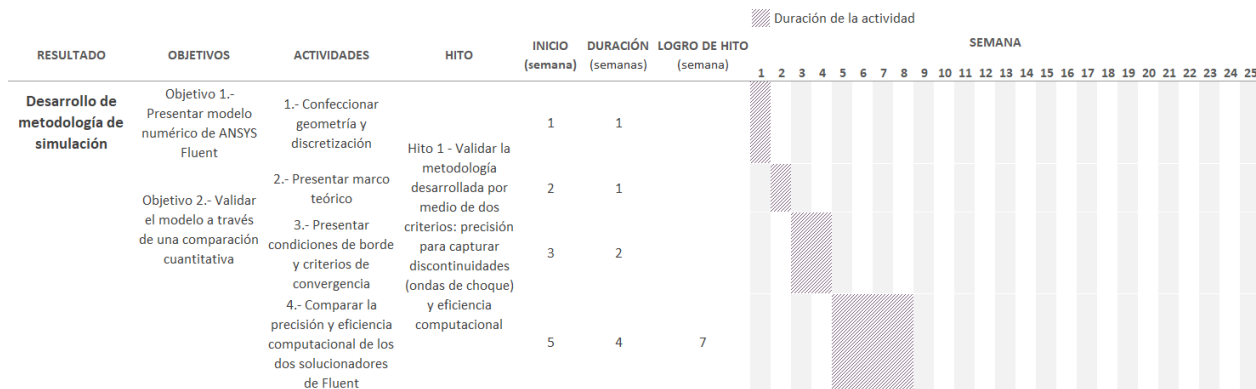 Duración de la actividad
RESULTADO OBJETIVOS ACTIVIDADES HITO INICIO (semana) DURACIÓN (semanas) LOGRO DE HITO (semana) SEMANA
1 2 3 4 5 6 7 8 9 10 11 12 13 14 15 16 17 18 19 20 21 22 23 24 25
Desarrollo de
metodología de
simulación
Objetivo 1.-
Presentar modelo
numérico de ANSYS
Fluent
Objetivo 2.- Validar
el modelo a través
de una comparación
cuantitativa
1.- Confeccionar
geometría y
discretización
2.- Presentar marco
teórico
3.- Presentar
condiciones de borde
y criterios de
convergencia
4.- Comparar la
precisión y eficiencia
computacional de los
dos solucionadores
de Fluent
Hito 1 - Validar la
metodología
desarrollada por
medio de dos
criterios: precisión
para capturar
discontinuidades
(ondas de choque)
y eficiencia
computacional
1 1
2 1
3 2
5 4 7